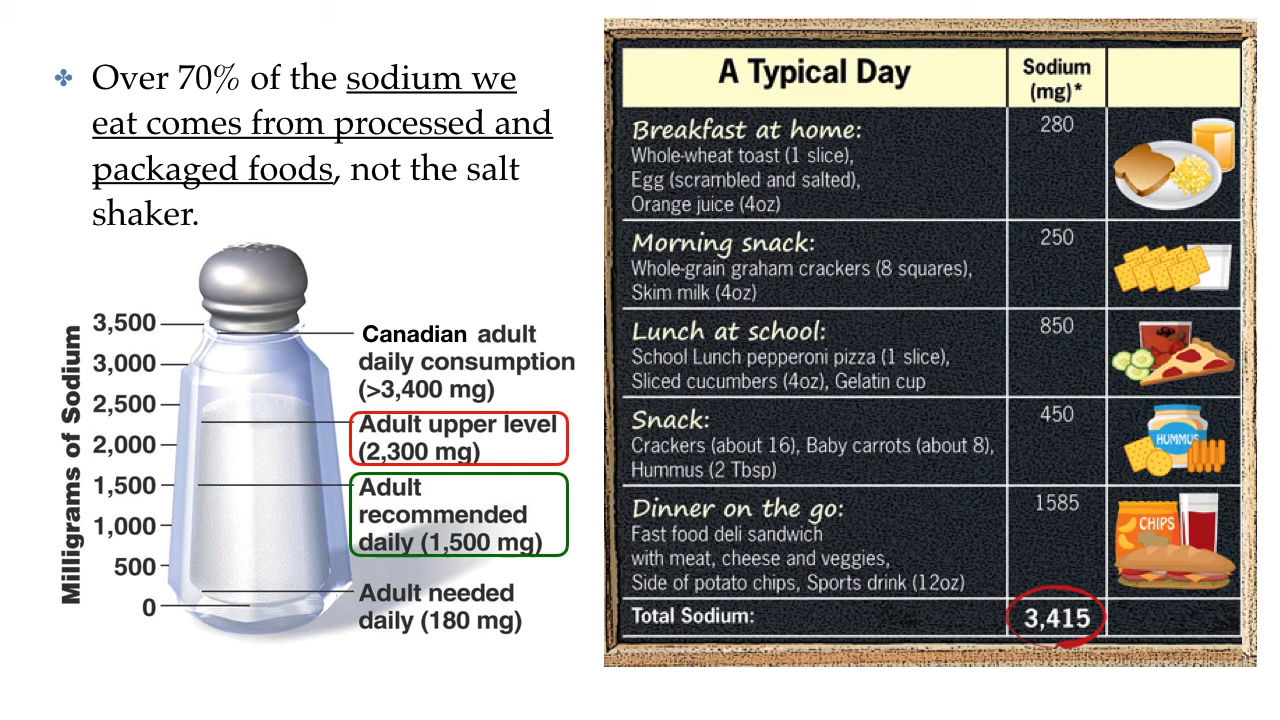 Over 70% of the sodium we
eat comes from processed and
packaged foods, not the salt
shaker.
Milligrams of Sodium
3,500
3,000
2,500
2,000
1,500
1,000
500
0
Canadian adult
daily consumption
(>3,400 mg)
Adult upper level
(2,300 mg)
Adult
recommended
daily (1,500 mg)
Adult needed
daily (180 mg)
A Typical Day
Sodium
(mg)*
Breakfast at home:
280
Whole-wheat toast (1 slice),
Egg (scrambled and salted),
Orange juice (4oz)
Morning snack:
250
Whole-grain graham crackers (8 squares),
Skim milk (4oz)
Lunch at school:
850
School Lunch pepperoni pizza (1 slice),
Sliced cucumbers (4oz), Gelatin cup
Snack:
450
Crackers (about 16), Baby carrots (about 8),
Hummus (2 Tbsp)
HUMMUS
Dinner on the go:
1585
Fast food deli sandwich
with meat, cheese and veggies,
Side of potato chips, Sports drink (12oz)
CHIPS
Total Sodium:
3,415